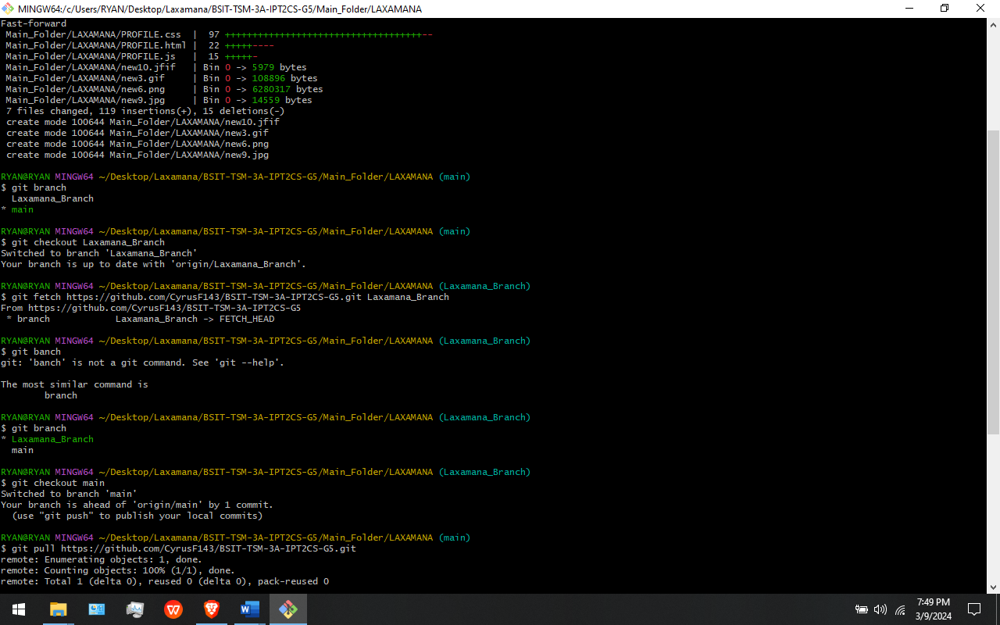 MINGW64:/c/Users/RYAN/Desktop/Laxamana/BSIT-TSM-3A-IPT2CS-G5/Main_Folder/LAXAMANA
Fast-forward
 Main_Folder/LAXAMANA/PROFILE.css  |  97 ++++++++++++++++++++++++++++++++++++--
 Main_Folder/LAXAMANA/PROFILE.html |  22 +++++----
 Main_Folder/LAXAMANA/PROFILE.js   |  15 +++++-
 Main_Folder/LAXAMANA/new10.jfif   | Bin 0 -> 5979 bytes
 Main_Folder/LAXAMANA/new3.gif     | Bin 0 -> 108896 bytes
 Main_Folder/LAXAMANA/new6.png     | Bin 0 -> 6280317 bytes
 Main_Folder/LAXAMANA/new9.jpg     | Bin 0 -> 14559 bytes
 7 files changed, 119 insertions(+), 15 deletions(-)
 create mode 100644 Main_Folder/LAXAMANA/new10.jfif
 create mode 100644 Main_Folder/LAXAMANA/new3.gif
 create mode 100644 Main_Folder/LAXAMANA/new6.png
 create mode 100644 Main_Folder/LAXAMANA/new9.jpg
RYAN@RYAN MINGW64 ~/Desktop/Laxamana/BSIT-TSM-3A-IPT2CS-G5/Main_Folder/LAXAMANA (main)
$ git branch
  Laxamana_Branch
* main
RYAN@RYAN MINGW64 ~/Desktop/Laxamana/BSIT-TSM-3A-IPT2CS-G5/Main_Folder/LAXAMANA (main)
$ git checkout Laxamana_Branch
Switched to branch 'Laxamana_Branch'
Your branch is up to date with 'origin/Laxamana_Branch'.
RYAN@RYAN MINGW64 ~/Desktop/Laxamana/BSIT-TSM-3A-IPT2CS-G5/Main_Folder/LAXAMANA (Laxamana_Branch)
$ git fetch https://github.com/CyrusF143/BSIT-TSM-3A-IPT2CS-G5.git Laxamana_Branch
From https://github.com/CyrusF143/BSIT-TSM-3A-IPT2CS-G5
 * branch            Laxamana_Branch -> FETCH_HEAD
RYAN@RYAN MINGW64 ~/Desktop/Laxamana/BSIT-TSM-3A-IPT2CS-G5/Main_Folder/LAXAMANA (Laxamana_Branch)
$ git banch
git: 'banch' is not a git command. See 'git --help'.
The most similar command is
        branch
RYAN@RYAN MINGW64 ~/Desktop/Laxamana/BSIT-TSM-3A-IPT2CS-G5/Main_Folder/LAXAMANA (Laxamana_Branch)
$ git branch
* Laxamana_Branch
  main
RYAN@RYAN MINGW64 ~/Desktop/Laxamana/BSIT-TSM-3A-IPT2CS-G5/Main_Folder/LAXAMANA (Laxamana_Branch)
$ git checkout main
Switched to branch 'main'
Your branch is ahead of 'origin/main' by 1 commit.
  (use "git push" to publish your local commits)
RYAN@RYAN MINGW64 ~/Desktop/Laxamana/BSIT-TSM-3A-IPT2CS-G5/Main_Folder/LAXAMANA (main)
$ git pull https://github.com/CyrusF143/BSIT-TSM-3A-IPT2CS-G5.git
remote: Enumerating objects: 1, done.
remote: Counting objects: 100% (1/1), done.
remote: Total 1 (delta 0), reused 0 (delta 0), pack-reused 0
7:49 PM
3/9/2024